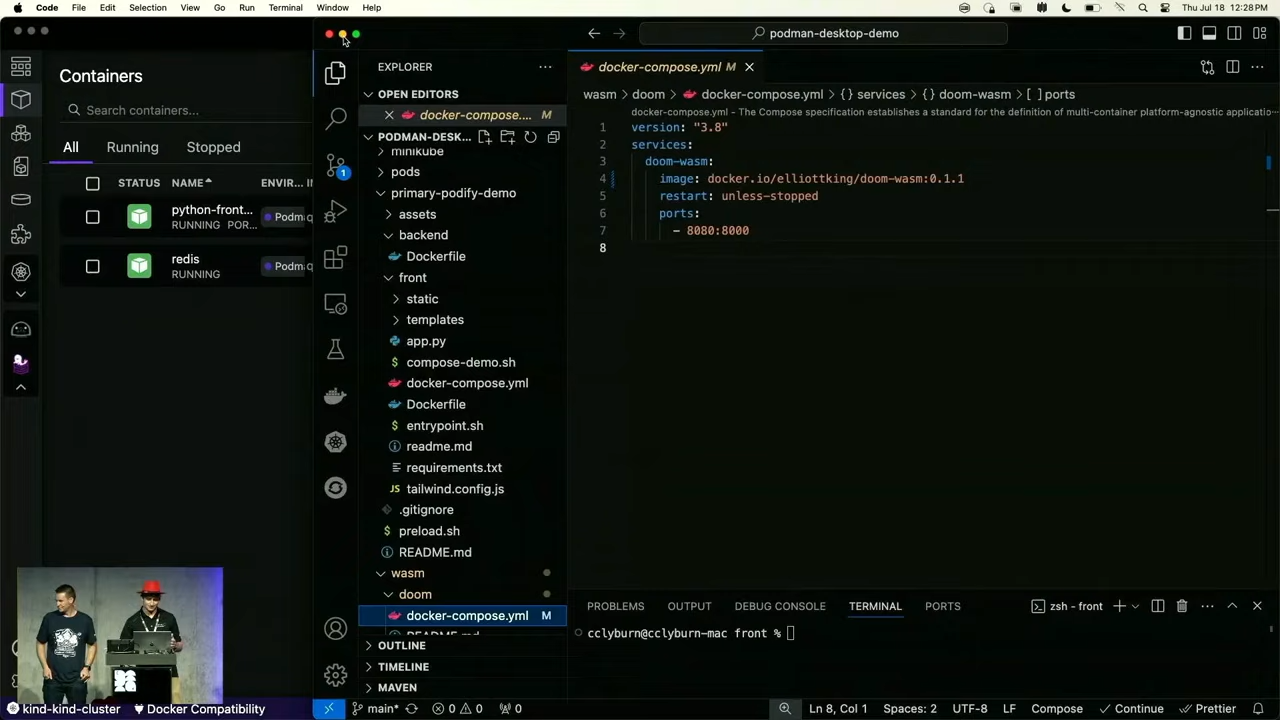 Code File Edit Selection View Go Run Terminal Window Help
Thu Jul 18 12:28 PM
Containers
Search containers...
All Running Stopped
STATUS NAME ENVIR...
python-front...
RUNNING POR... Podma
redis
RUNNING Podma
kind-kind-cluster Docker Compatibility
podman-desktop-demo
EXPLORER
OPEN EDITORS
docker-compose.... M
PODMAN-DESK...
minikube
pods
primary-podify-demo
assets
backend
Dockerfile
front
static
templates
app.py
$ compose-demo.sh
docker-compose.yml
Dockerfile
$ entrypoint.sh
readme.md
requirements.txt
JS tailwind.config.js
.gitignore
$ preload.sh
README.md
wasm
doom
docker-compose.yml M
README.md
OUTLINE
TIMELINE
MAVEN
1
docker-compose.yml M
wasm > doom > docker-compose.yml > {} services > {} doom-wasm > [ ] ports
docker-compose.yml - The Compose specification establishes a standard for the definition of multi-container platform-agnostic applicatio...
1 version: "3.8"
2 services:
3 doom-wasm:
4 image: docker.io/elliottking/doom-wasm:0.1.1
5 restart: unless-stopped
6 ports:
7 - 8080:8000
8
PROBLEMS OUTPUT DEBUG CONSOLE TERMINAL PORTS
zsh - front
cclyburn@cclyburn-mac front %
main* 0 0 0
Ln 8, Col 1 Spaces: 2 UTF-8 LF Compose Continue Prettier